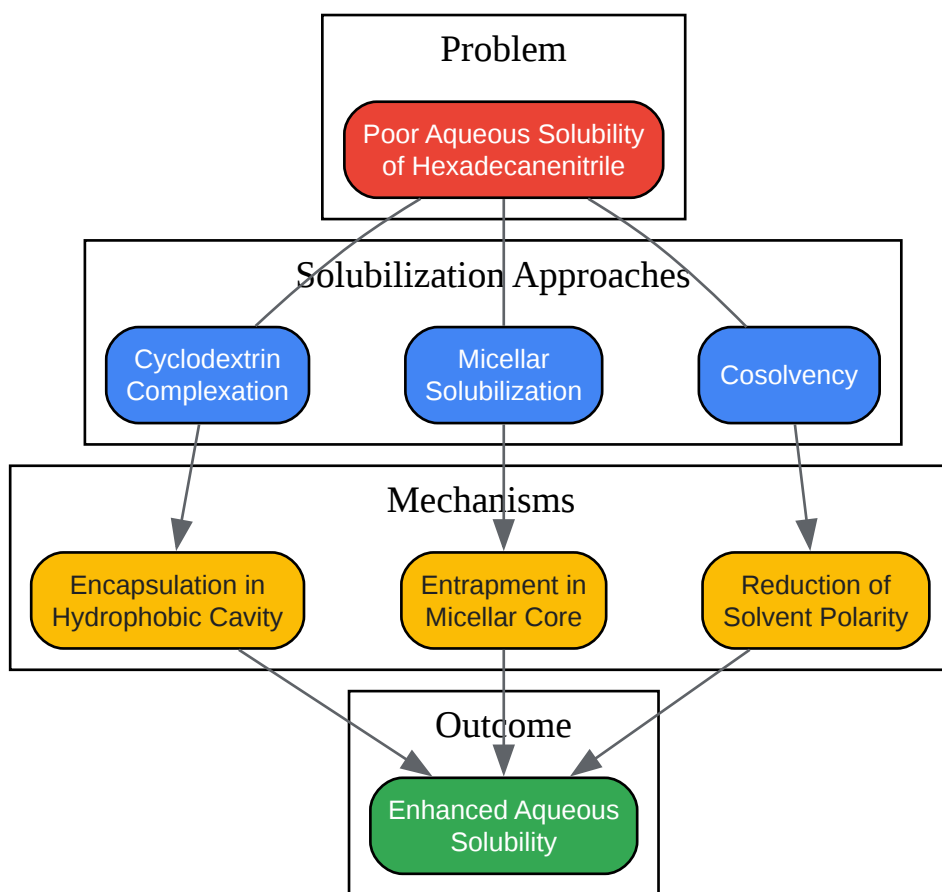 Problem
Poor Aqueous Solubility
of Hexadecanenitrile
Solubilization Approaches
Cyclodextrin
Complexation
Micellar
Solubilization
Cosolvency
Mechanisms
Encapsulation in
Hydrophobic Cavity
Entrapment in
Micellar Core
Reduction of
Solvent Polarity
Outcome
Enhanced Aqueous
Solubility